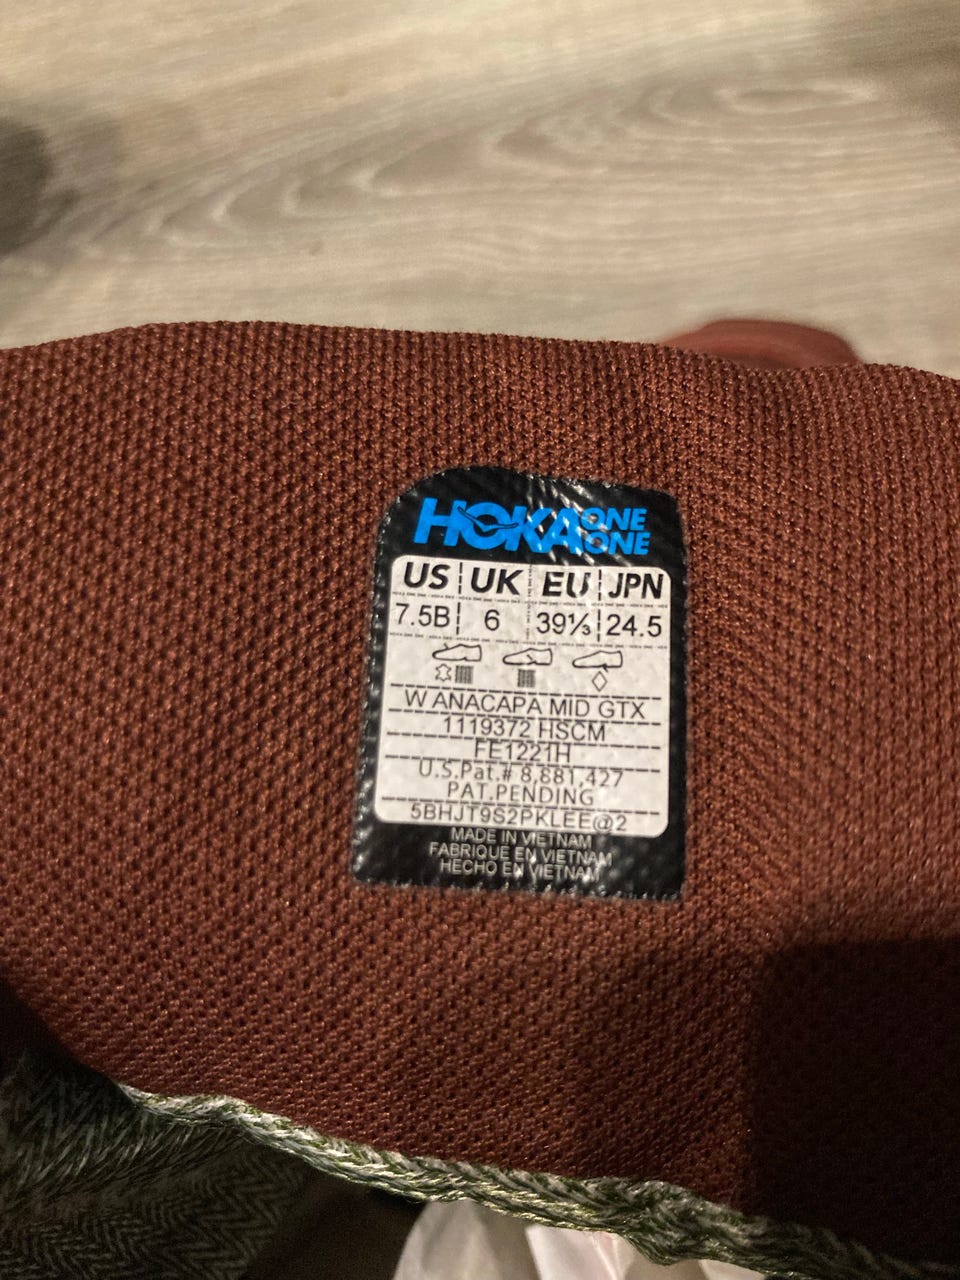 HOKA ONE ONE
US UK EU JPN
7.5B 6 39⅓ 24.5
W ANACAPA MID GTX
1119372 HSCM
FE1221H
U.S.Pat.# 8,881,427
PAT.PENDING
5BHJT9S2PKLEE@2
MADE IN VIETNAM
FABRIQUE EN VIETNAM
HECHO EN VIETNAM